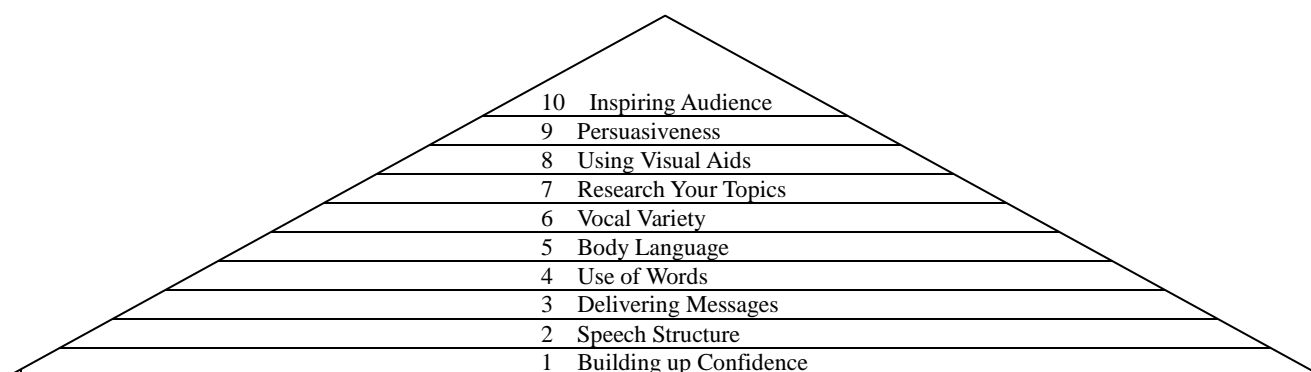 10 Inspiring Audience
9 Persuasiveness
8 Using Visual Aids
7 Research Your Topics
6 Vocal Variety
5 Body Language
4 Use of Words
3 Delivering Messages
2 Speech Structure
1 Building up Confidence